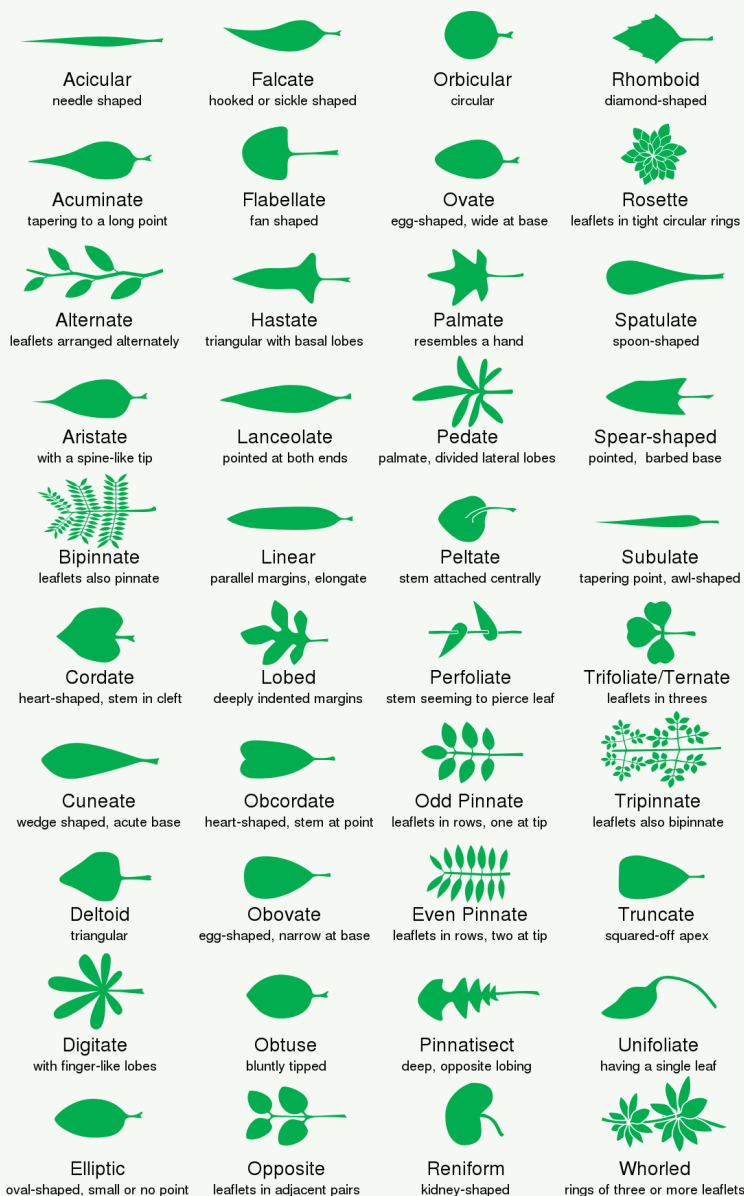 Acicular
needle shaped
Falcate
hooked or sickle shaped
Orbicular
circular
Rhomboid
diamond-shaped
Acuminate
tapering to a long point
Flabellate
fan shaped
Ovate
egg-shaped, wide at base
Rosette
leaflets in tight circular rings
Alternate
leaflets arranged alternately
Hastate
triangular with basal lobes
Palmate
resembles a hand
Spatulate
spoon-shaped
Aristate
with a spine-like tip
Lanceolate
pointed at both ends
Pedate
palmate, divided lateral lobes
Spear-shaped
pointed, barbed base
Bipinnate
leaflets also pinnate
Linear
parallel margins, elongate
Peltate
stem attached centrally
Subulate
tapering point, awl-shaped
Cordate
heart-shaped, stem in cleft
Lobed
deeply indented margins
Perfoliate
stem seeming to pierce leaf
Trifoliate/Ternate
leaflets in threes
Cuneate
wedge shaped, acute base
Obcordate
heart-shaped, stem at point
Odd Pinnate
leaflets in rows, one at tip
Tripinnate
leaflets also bipinnate
Deltoid
triangular
Obovate
egg-shaped, narrow at base
Even Pinnate
leaflets in rows, two at tip
Truncate
squared-off apex
Digitate
with finger-like lobes
Obtuse
bluntly tipped
Pinnatisect
deep, opposite lobing
Unifoliate
having a single leaf
Elliptic
oval-shaped, small or no point
Opposite
leaflets in adjacent pairs
Reniform
kidney-shaped
Whorled
rings of three or more leaflets